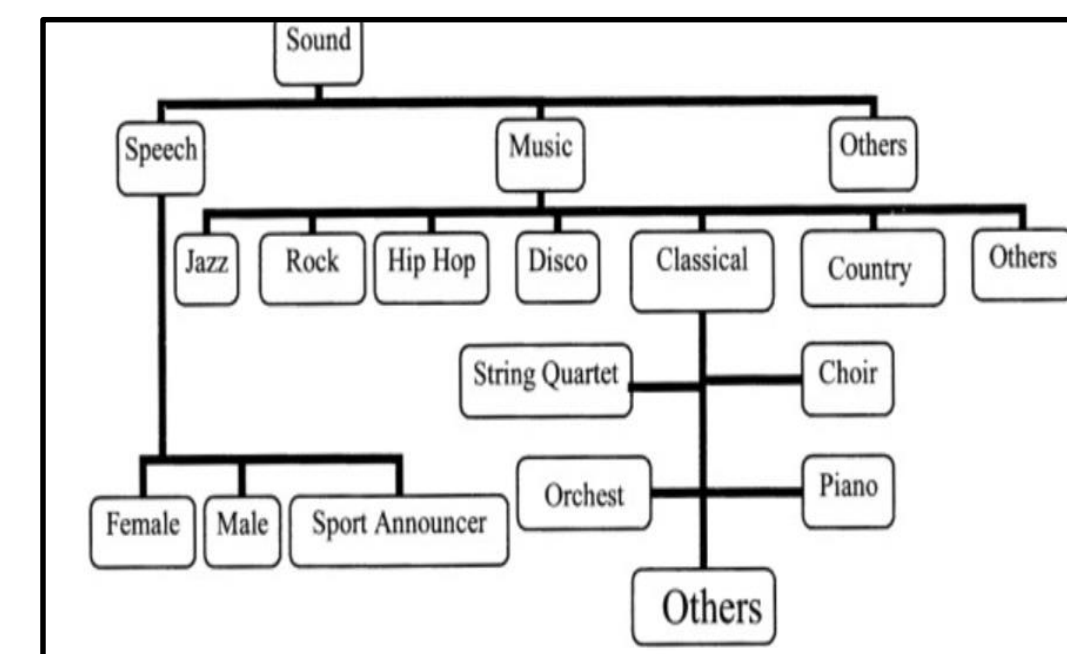 Sound
Speech
Music
Others
Jazz
Rock
Hip Hop
Disco
Classical
Country
Others
String Quartet
Choir
Orchest
Piano
Female
Male
Sport Announcer
Others